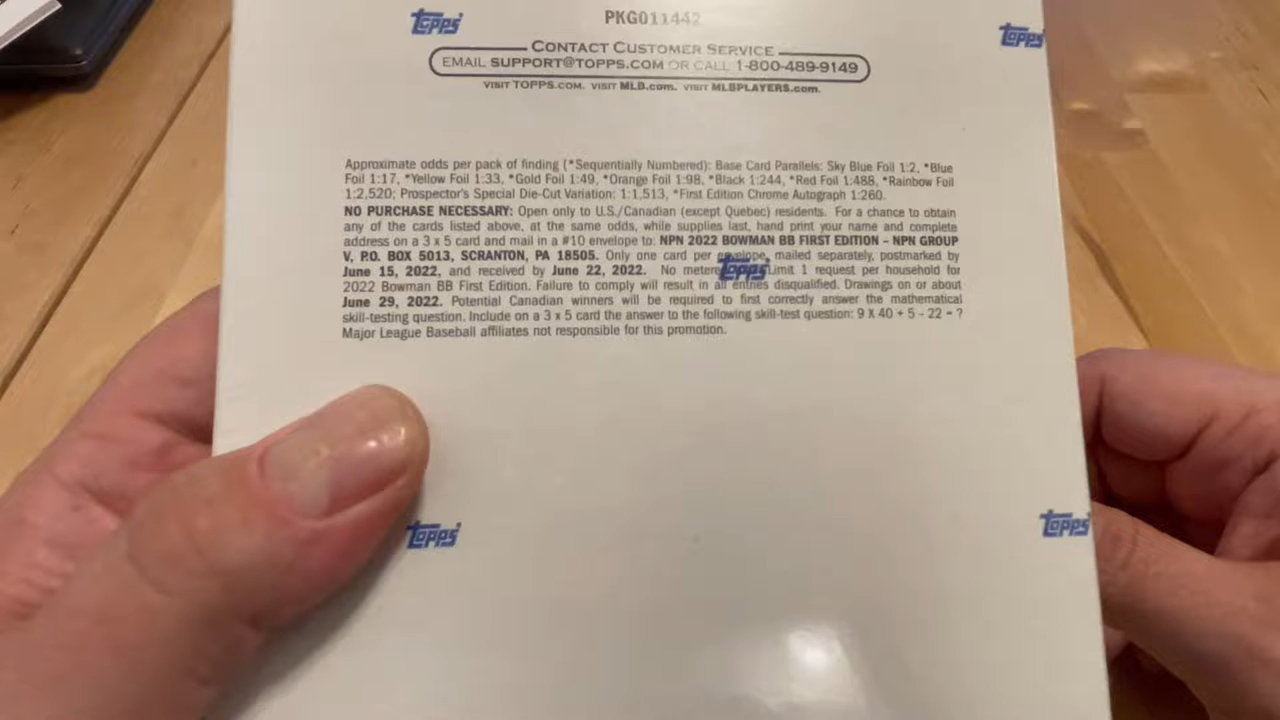 Topps
PKG011442
Topps
CONTACT CUSTOMER SERVICE
EMAIL SUPPORT@TOPPS.COM OR CALL 1-800-489-9149
VISIT TOPPS.COM. VISIT MLB.com. VISIT MLBPLAYERS.com.
Approximate odds per pack of finding (*Sequentially Numbered): Base Card Parallels: Sky Blue Foil 1:2, *Blue
Foil 1:17, *Yellow Foil 1:33, *Gold Foil 1:49, *Orange Foil 1:98, *Black 1:244, *Red Foil 1:488, *Rainbow Foil
1:2,520; Prospector's Special Die-Cut Variation: 1:1,513, *First Edition Chrome Autograph 1:260.
NO PURCHASE NECESSARY: Open only to U.S./Canadian (except Quebec) residents. For a chance to obtain
any of the cards listed above, at the same odds, while supplies last, hand print your name and complete
address on a 3 x 5 card and mail in a #10 envelope to: NPN 2022 BOWMAN BB FIRST EDITION – NPN GROUP
V, P.O. BOX 5013, SCRANTON, PA 18505. Only one card per envelope, mailed separately, postmarked by
June 15, 2022, and received by June 22, 2022. No meter Topps Limit 1 request per household for
2022 Bowman BB First Edition. Failure to comply will result in all entries disqualified. Drawings on or about
June 29, 2022. Potential Canadian winners will be required to first correctly answer the mathematical
skill-testing question. Include on a 3 x 5 card the answer to the following skill-test question: 9 X 40 + 5 - 22 = ?
Major League Baseball affiliates not responsible for this promotion.
Topps
Topps